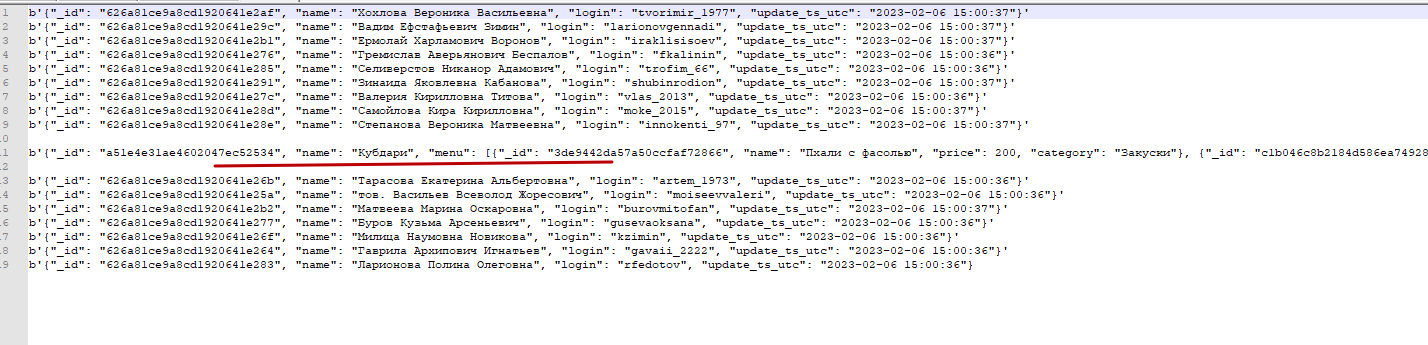 1 b'{"_id": "626a81ce9a8cd1920641e2af", "name": "Хохлова Вероника Васильевна", "login": "tvorimir_1977", "update_ts_utc": "2023-02-06 15:00:37"}'
2 b'{"_id": "626a81ce9a8cd1920641e29c", "name": "Вадим Ефстафьевич Зимин", "login": "larionovgennadi", "update_ts_utc": "2023-02-06 15:00:37"}'
3 b'{"_id": "626a81ce9a8cd1920641e2b1", "name": "Ермолай Харламович Воронов", "login": "iraklisisoev", "update_ts_utc": "2023-02-06 15:00:37"}'
4 b'{"_id": "626a81ce9a8cd1920641e276", "name": "Гремислав Аверьянович Беспалов", "login": "fkalinin", "update_ts_utc": "2023-02-06 15:00:36"}'
5 b'{"_id": "626a81ce9a8cd1920641e285", "name": "Селиверстов Никанор Адамович", "login": "trofim_66", "update_ts_utc": "2023-02-06 15:00:36"}'
6 b'{"_id": "626a81ce9a8cd1920641e291", "name": "Зинаида Яковлевна Кабанова", "login": "shubinrodion", "update_ts_utc": "2023-02-06 15:00:37"}'
7 b'{"_id": "626a81ce9a8cd1920641e27c", "name": "Валерия Кирилловна Титова", "login": "vlas_2013", "update_ts_utc": "2023-02-06 15:00:36"}'
8 b'{"_id": "626a81ce9a8cd1920641e28d", "name": "Самойлова Кира Кирилловна", "login": "moke_2015", "update_ts_utc": "2023-02-06 15:00:37"}'
9 b'{"_id": "626a81ce9a8cd1920641e28e", "name": "Степанова Вероника Матвеевна", "login": "innokenti_97", "update_ts_utc": "2023-02-06 15:00:37"}'
10
11 b'{"_id": "a51e4e31ae4602047ec52534", "name": "Кубдари", "menu": [{"_id": "3de9442da57a50ccfaf72866", "name": "Пхали с фасолью", "price": 200, "category": "Закуски"}, {"_id": "c1b046c8b2184d586ea74928
12
13 b'{"_id": "626a81ce9a8cd1920641e26b", "name": "Тарасова Екатерина Альбертовна", "login": "artem_1973", "update_ts_utc": "2023-02-06 15:00:36"}'
14 b'{"_id": "626a81ce9a8cd1920641e25a", "name": "тов. Васильев Всеволод Жоресович", "login": "moiseevvaleri", "update_ts_utc": "2023-02-06 15:00:36"}'
15 b'{"_id": "626a81ce9a8cd1920641e2b2", "name": "Матвеева Марина Оскаровна", "login": "burovmitofan", "update_ts_utc": "2023-02-06 15:00:37"}'
16 b'{"_id": "626a81ce9a8cd1920641e277", "name": "Буров Кузьма Арсеньевич", "login": "gusevaoksana", "update_ts_utc": "2023-02-06 15:00:36"}'
17 b'{"_id": "626a81ce9a8cd1920641e26f", "name": "Милица Наумовна Новикова", "login": "kzimin", "update_ts_utc": "2023-02-06 15:00:36"}'
18 b'{"_id": "626a81ce9a8cd1920641e264", "name": "Гаврила Архипович Игнатьев", "login": "gavaii_2222", "update_ts_utc": "2023-02-06 15:00:36"}'
19 b'{"_id": "626a81ce9a8cd1920641e283", "name": "Ларионова Полина Олеговна", "login": "rfedotov", "update_ts_utc": "2023-02-06 15:00:36"}